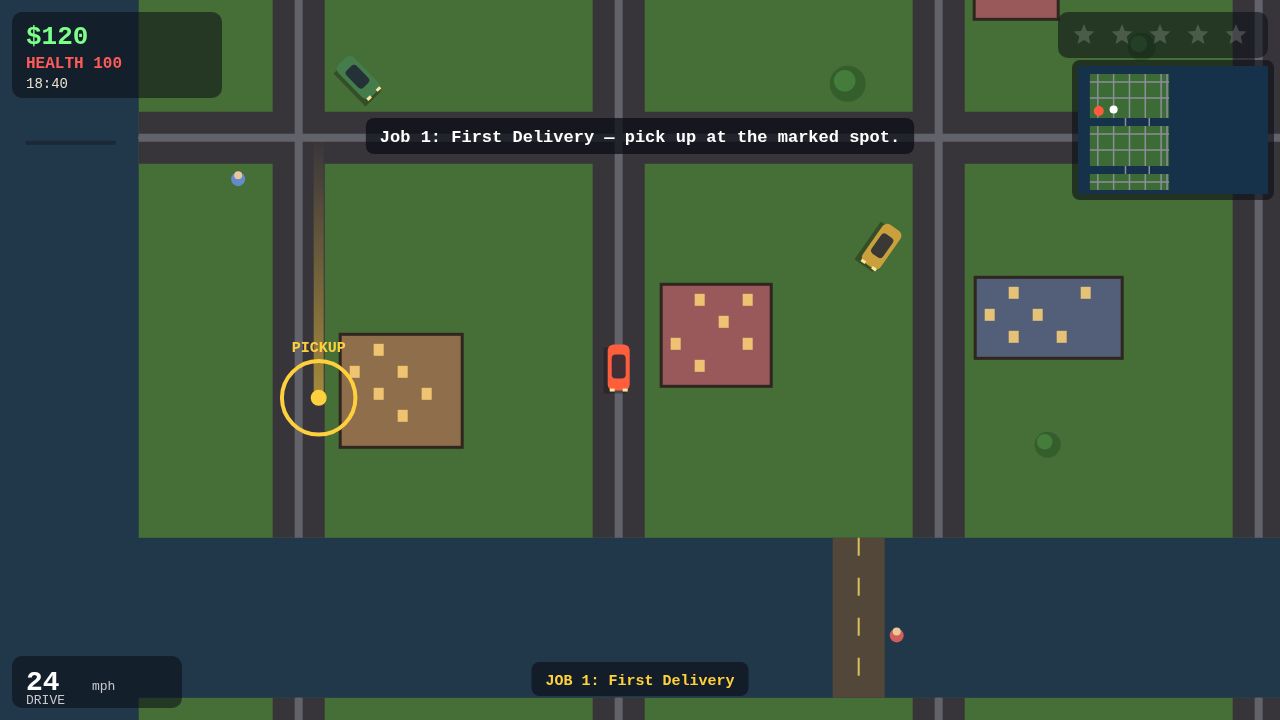 $120
HEALTH 100
18:40
Job 1: First Delivery — pick up at the marked spot.
PICKUP
24 mph
DRIVE
JOB 1: First Delivery